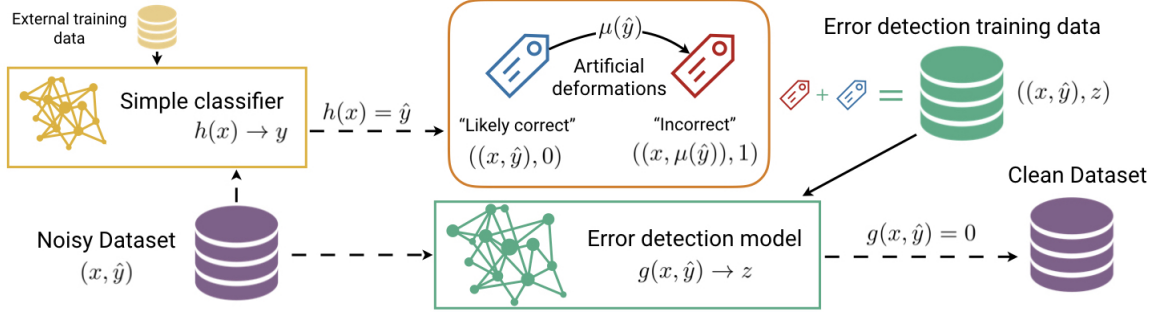 External training
data
Simple classifier
h(x) → y
h(x) = ŷ
μ(ŷ)
Artificial
deformations
“Likely correct”
((x, ŷ), 0)
“Incorrect”
((x, μ(ŷ)), 1)
Error detection training data
+ =
((x, ŷ), z)
Noisy Dataset
(x, ŷ)
Error detection model
g(x, ŷ) → z
g(x, ŷ) = 0
Clean Dataset